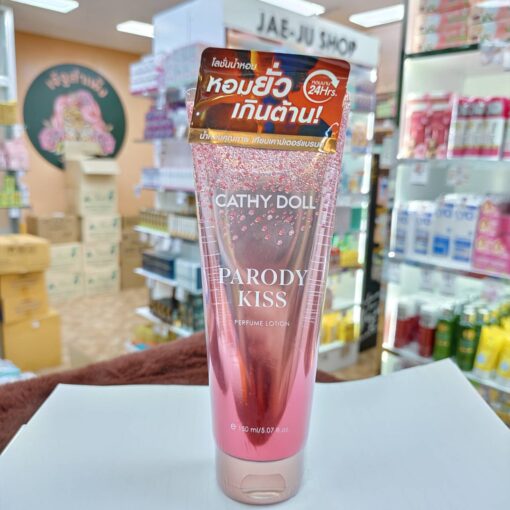 JAE-JU SHOP
โลชั่นน้ำหอม
หอมยั่ว
เกินต้าน!
หอมนาน
24Hrs.
CATHY DOLL
PARODY
KISS
PERFUME LOTION
e 150 ml/5.07 fl.oz.